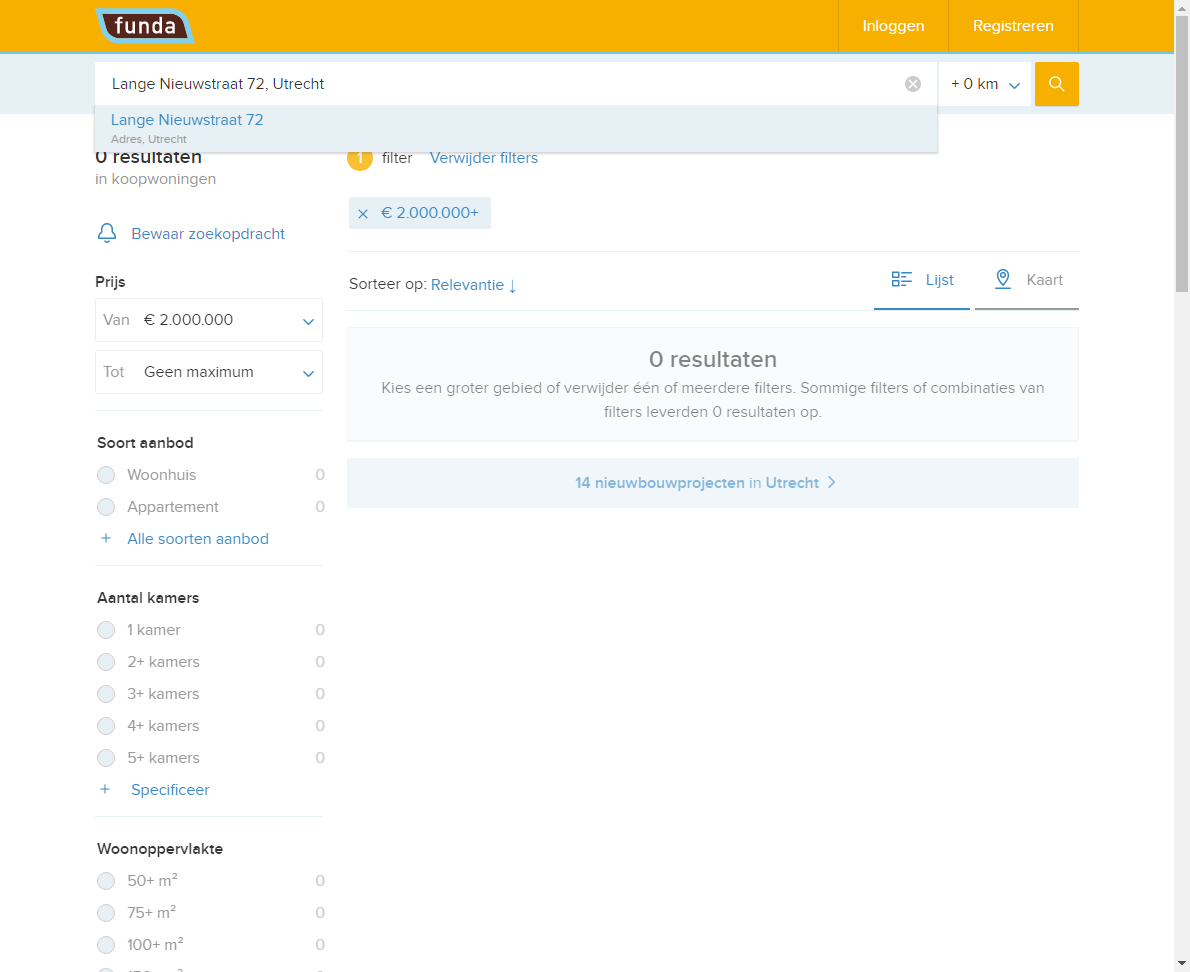 funda
Inloggen
Registreren
Lange Nieuwstraat 72, Utrecht
+ 0 km
Lange Nieuwstraat 72
Adres, Utrecht
0 resultaten
in koopwoningen
1 filter
Verwijder filters
€ 2.000.000+
Bewaar zoekopdracht
Sorteer op: Relevantie ↓
Lijst
Kaart
Prijs
Van € 2.000.000
Tot Geen maximum
0 resultaten
Kies een groter gebied of verwijder één of meerdere filters. Sommige filters of combinaties van
filters leverden 0 resultaten op.
14 nieuwbouwprojecten in Utrecht
Soort aanbod
Woonhuis 0
Appartement 0
+ Alle soorten aanbod
Aantal kamers
1 kamer 0
2+ kamers 0
3+ kamers 0
4+ kamers 0
5+ kamers 0
+ Specificeer
Woonoppervlakte
50+ m² 0
75+ m² 0
100+ m² 0